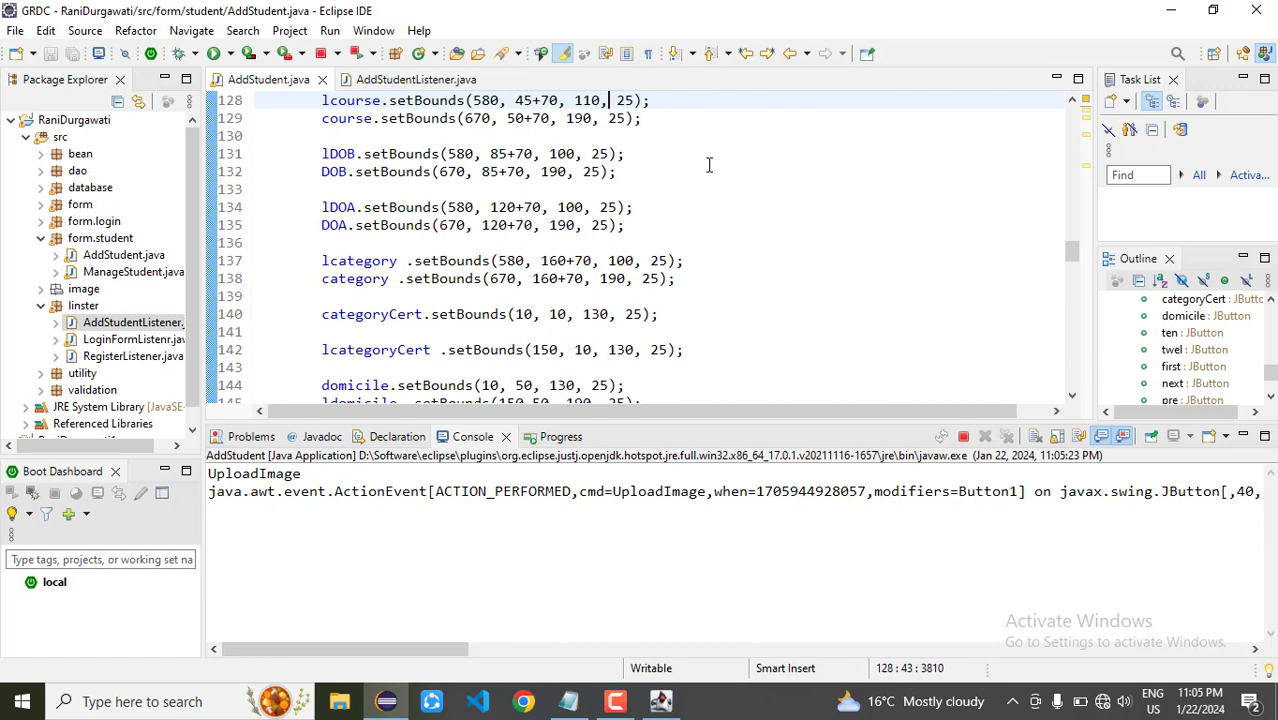 GRDC - RaniDurgawati/src/form/student/AddStudent.java - Eclipse IDE
File Edit Source Refactor Navigate Search Project Run Window Help
Package Explorer
AddStudent.java
AddStudentListener.java
Task List
RaniDurgawati
src
bean
dao
database
form
form.login
form.student
AddStudent.java
ManageStudent.java
image
linster
AddStudentListener.
LoginFormListenr.jav
RegisterListener.java
utility
validation
JRE System Library [JavaSE-
Referenced Libraries
128 lcourse.setBounds(580, 45+70, 110, 25);
129 course.setBounds(670, 50+70, 190, 25);
130
131 lDOB.setBounds(580, 85+70, 100, 25);
132 DOB.setBounds(670, 85+70, 190, 25);
133
134 lDOA.setBounds(580, 120+70, 100, 25);
135 DOA.setBounds(670, 120+70, 190, 25);
136
137 lcategory .setBounds(580, 160+70, 100, 25);
138 category .setBounds(670, 160+70, 190, 25);
139
140 categoryCert.setBounds(10, 10, 130, 25);
141
142 lcategoryCert .setBounds(150, 10, 130, 25);
143
144 domicile.setBounds(10, 50, 130, 25);
145 ldomicile .setBounds(150,50, 190, 25);
Find All Activa...
Outline
categoryCert : JButton
domicile : JButton
ten : JButton
twel : JButton
first : JButton
next : JButton
pre : JButton
Problems Javadoc Declaration Console Progress
AddStudent [Java Application] D:\Software\eclipse\plugins\org.eclipse.justj.openjdk.hotspot.jre.full.win32.x86_64_17.0.1.v20211116-1657\jre\bin\javaw.exe (Jan 22, 2024, 11:05:23 PM)
UploadImage
java.awt.event.ActionEvent[ACTION_PERFORMED,cmd=UploadImage,when=1705944928057,modifiers=Button1] on javax.swing.JButton[,40,
Boot Dashboard
Type tags, projects, or working set na
local
Activate Windows
Go to Settings to activate Windows.
Writable Smart Insert 128 : 43 : 3810
Type here to search
16°C Mostly cloudy
ENG
US
11:05 PM
1/22/2024
2